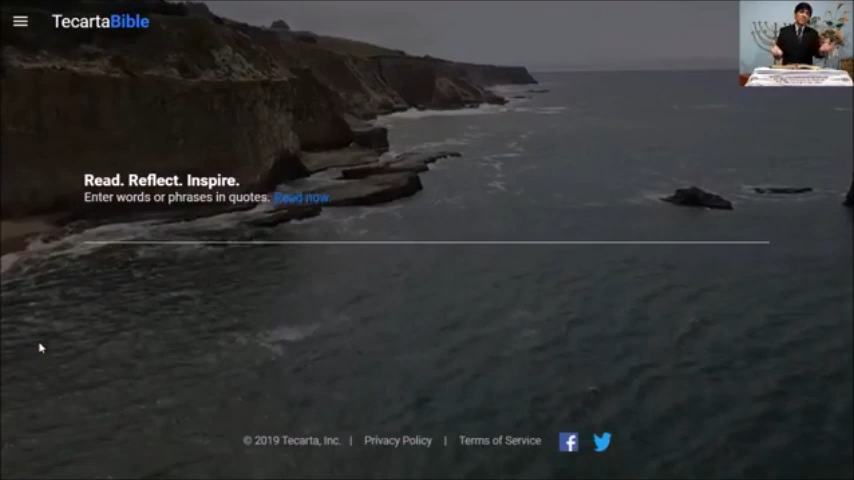 TecartaBible
Read. Reflect. Inspire.
Enter words or phrases in quotes. Read now.
© 2019 Tecarta, Inc. | Privacy Policy | Terms of Service